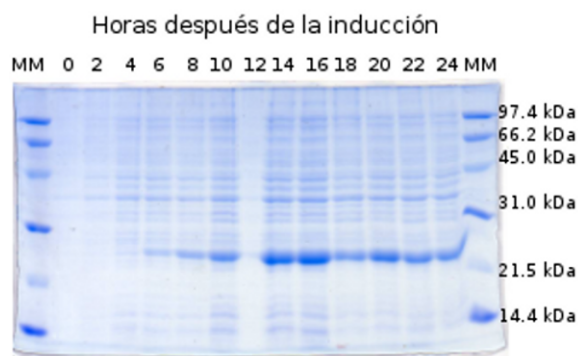 Horas después de la inducción
MM 0 2 4 6 8 10 12 14 16 18 20 22 24 MM
97.4 kDa
66.2 kDa
45.0 kDa
31.0 kDa
21.5 kDa
14.4 kDa